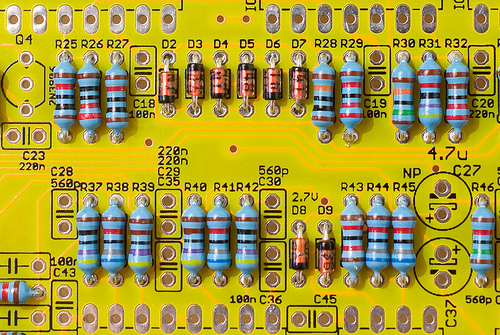 Q4
R25 R26 R27
D2 D3 D4 D5 D6 D7
R28 R29
R30 R31 R32
C18
100n
C19
100n
C20
220n
C23
220n
220n
220n
C29
C35
4.7u
C27
NP
C28
560p
R37 R38 R39
R40 R41 R42
560p
C30
2.7V
D8 D9
R43 R44 R45
R46
100n
C43
100n
C36
C45
C37
560p